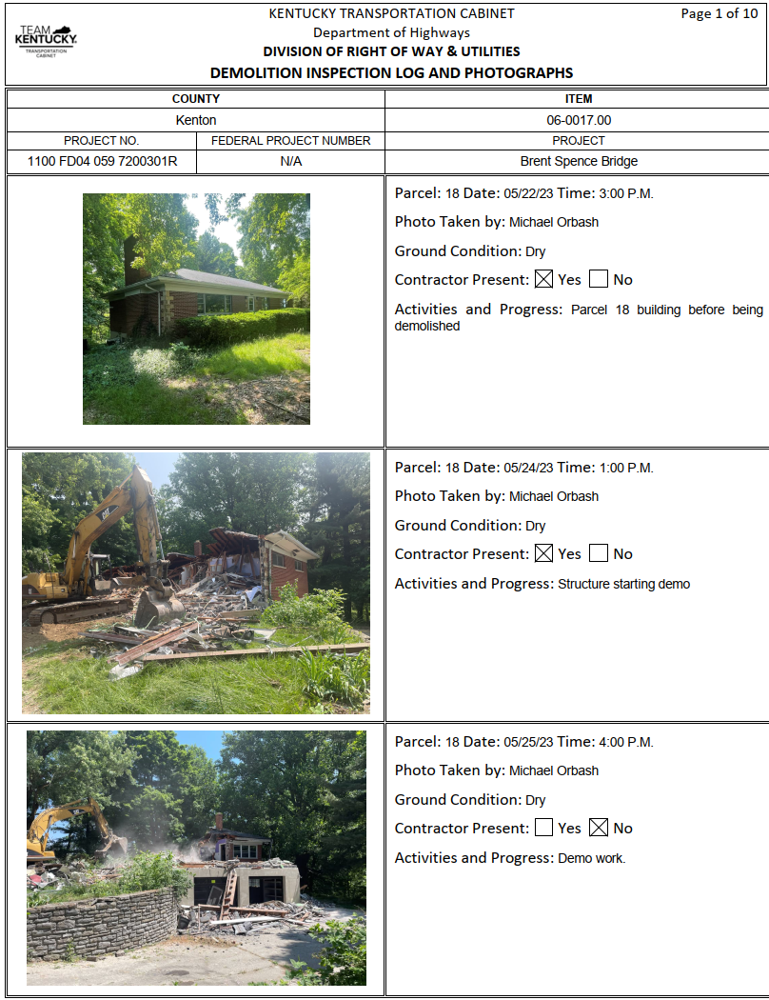 TEAM
KENTUCKY
TRANSPORTATION
CABINET
KENTUCKY TRANSPORTATION CABINET
Department of Highways
DIVISION OF RIGHT OF WAY & UTILITIES
DEMOLITION INSPECTION LOG AND PHOTOGRAPHS
Page 1 of 10
COUNTY
ITEM
Kenton
06-0017.00
PROJECT NO.
FEDERAL PROJECT NUMBER
PROJECT
1100 FD04 059 7200301R
N/A
Brent Spence Bridge
Parcel: 18 Date: 05/22/23 Time: 3:00 P.M.
Photo Taken by: Michael Orbash
Ground Condition: Dry
Contractor Present: ☒ Yes ☐ No
Activities and Progress: Parcel 18 building before being
demolished
CAT
Parcel: 18 Date: 05/24/23 Time: 1:00 P.M.
Photo Taken by: Michael Orbash
Ground Condition: Dry
Contractor Present: ☒ Yes ☐ No
Activities and Progress: Structure starting demo
Parcel: 18 Date: 05/25/23 Time: 4:00 P.M.
Photo Taken by: Michael Orbash
Ground Condition: Dry
Contractor Present: ☐ Yes ☒ No
Activities and Progress: Demo work.